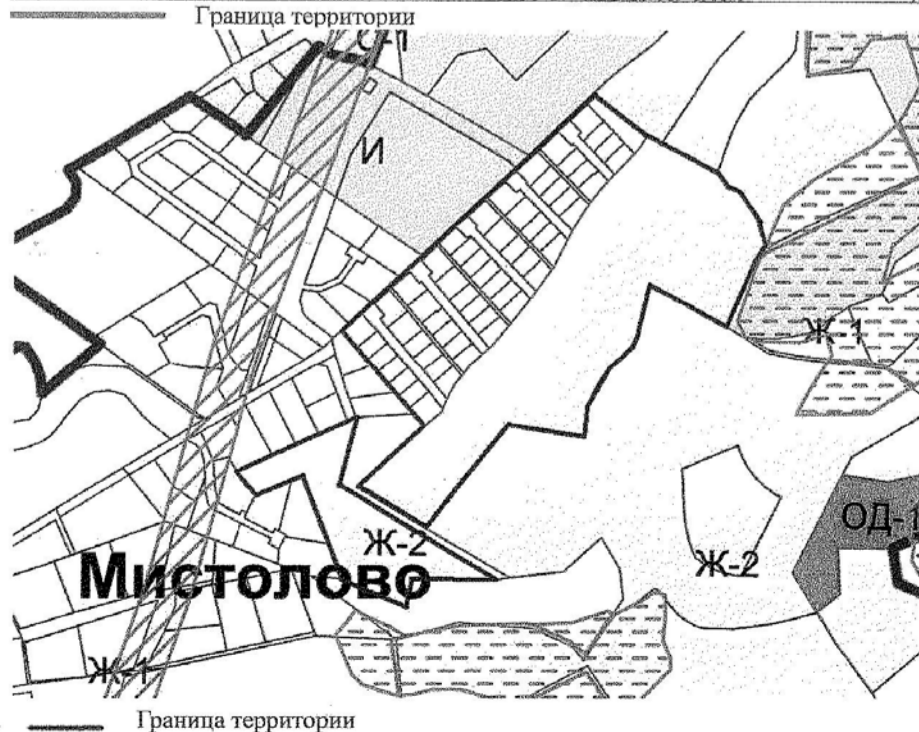 Граница территории
С-1
И
Ж-1
ОД-
Ж-2
Ж-2
Мистолово
Ж-1
Граница территории